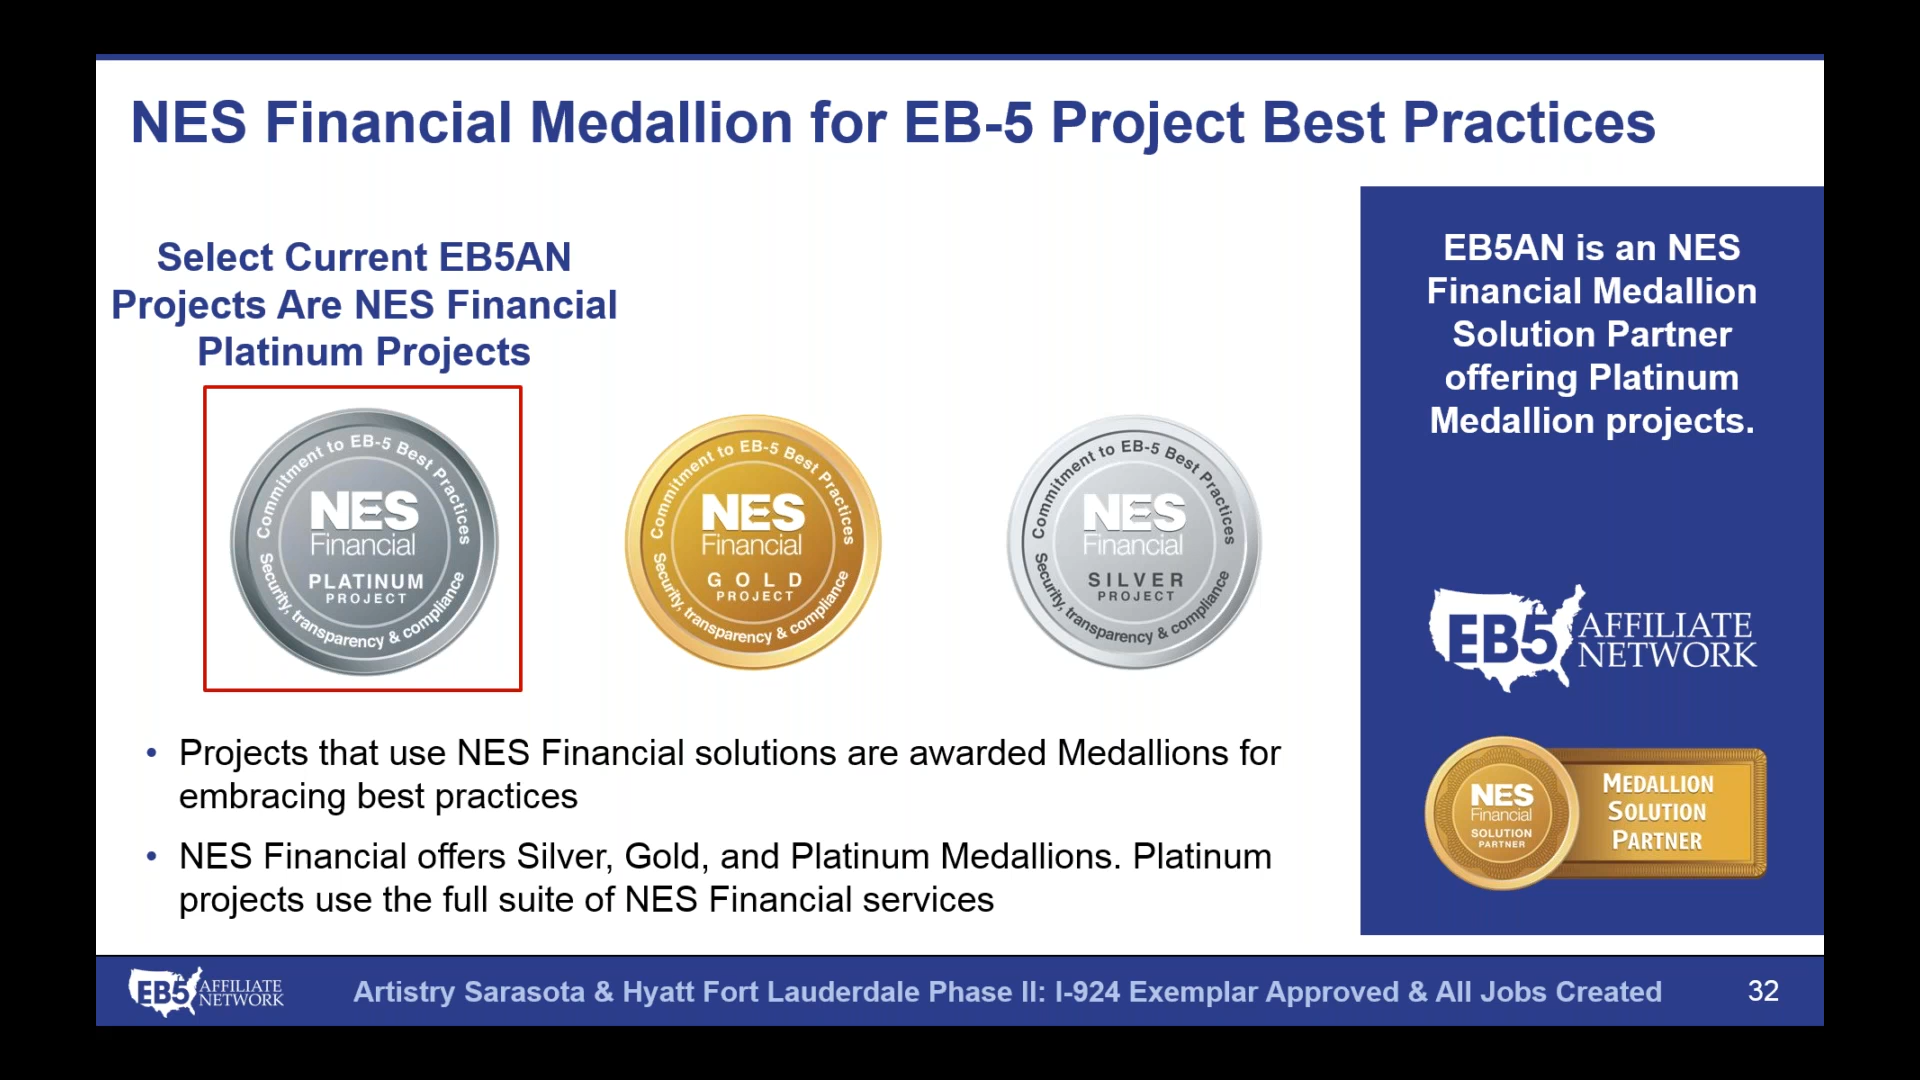 NES Financial Medallion for EB-5 Project Best Practices
Select Current EB5AN
Projects Are NES Financial
Platinum Projects
Commitment to EB-5 Best Practices
NES
Financial
PLATINUM
PROJECT
Security, transparency & compliance
Commitment to EB-5 Best Practices
NES
Financial
GOLD
PROJECT
Security, transparency & compliance
Commitment to EB-5 Best Practices
NES
Financial
SILVER
PROJECT
Security, transparency & compliance
• Projects that use NES Financial solutions are awarded Medallions for
embracing best practices
• NES Financial offers Silver, Gold, and Platinum Medallions. Platinum
projects use the full suite of NES Financial services
EB5AN is an NES
Financial Medallion
Solution Partner
offering Platinum
Medallion projects.
EB5 AFFILIATE
NETWORK
NES
Financial
SOLUTION
PARTNER
MEDALLION
SOLUTION
PARTNER
EB5 AFFILIATE
NETWORK
Artistry Sarasota & Hyatt Fort Lauderdale Phase II: I-924 Exemplar Approved & All Jobs Created
32